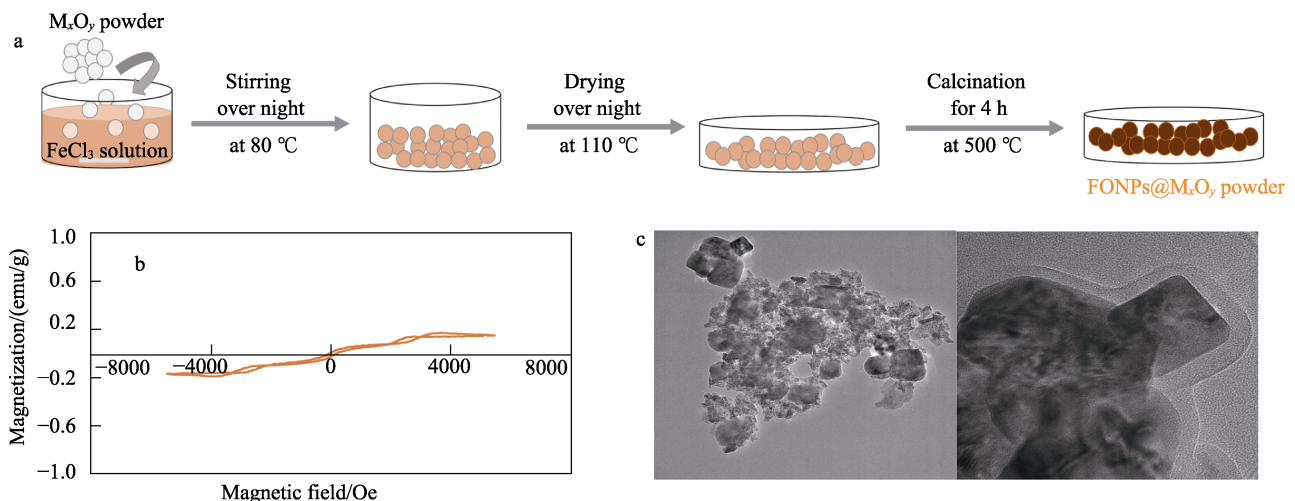 a
MxOy powder
FeCl3 solution
Stirring
over night
at 80 ℃
Drying
over night
at 110 ℃
Calcination
for 4 h
at 500 ℃
FONPs@MxOy powder
b
Magnetization/(emu/g)
1.0
0.6
0.2
−0.2
−0.6
−1.0
−8000
−4000
0
4000
8000
Magnetic field/Oe
c